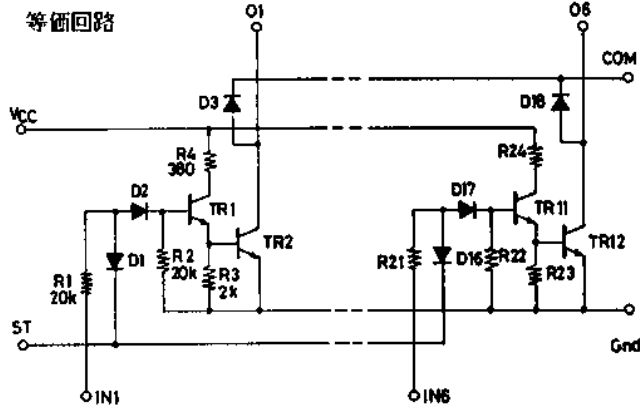 等価回路
O1
O6
COM
D3
D18
VCC
R4
380
R24
D2
TR1
D17
TR11
TR2
TR12
R1
20k
D1
R2
20k
R3
2k
R21
D16
R22
R23
ST
Gnd
IN1
IN6